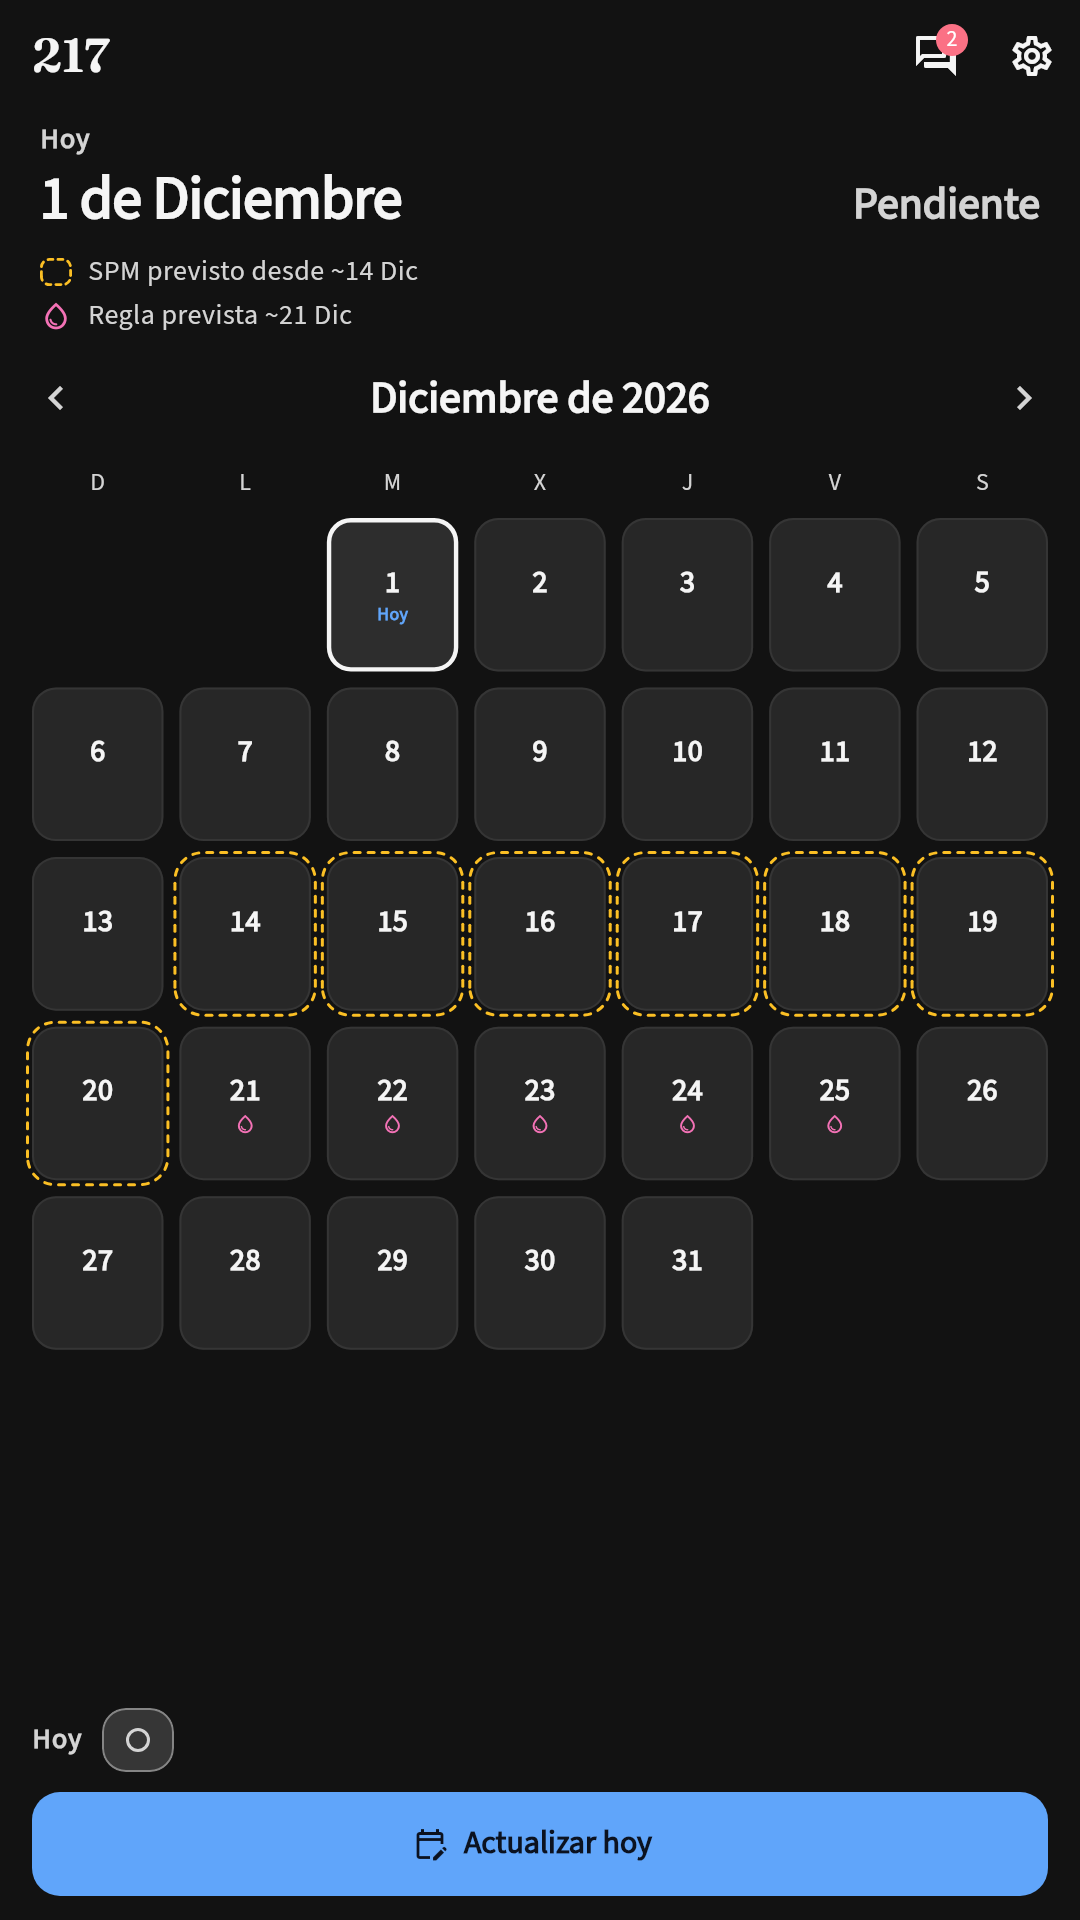 217
2
Hoy
1 de Diciembre
Pendiente
SPM previsto desde ~14 Dic
Regla prevista ~21 Dic
Diciembre de 2026
D L M X J V S
1 2 3 4 5
Hoy
6 7 8 9 10 11 12
13 14 15 16 17 18 19
20 21 22 23 24 25 26
27 28 29 30 31
Hoy
Actualizar hoy